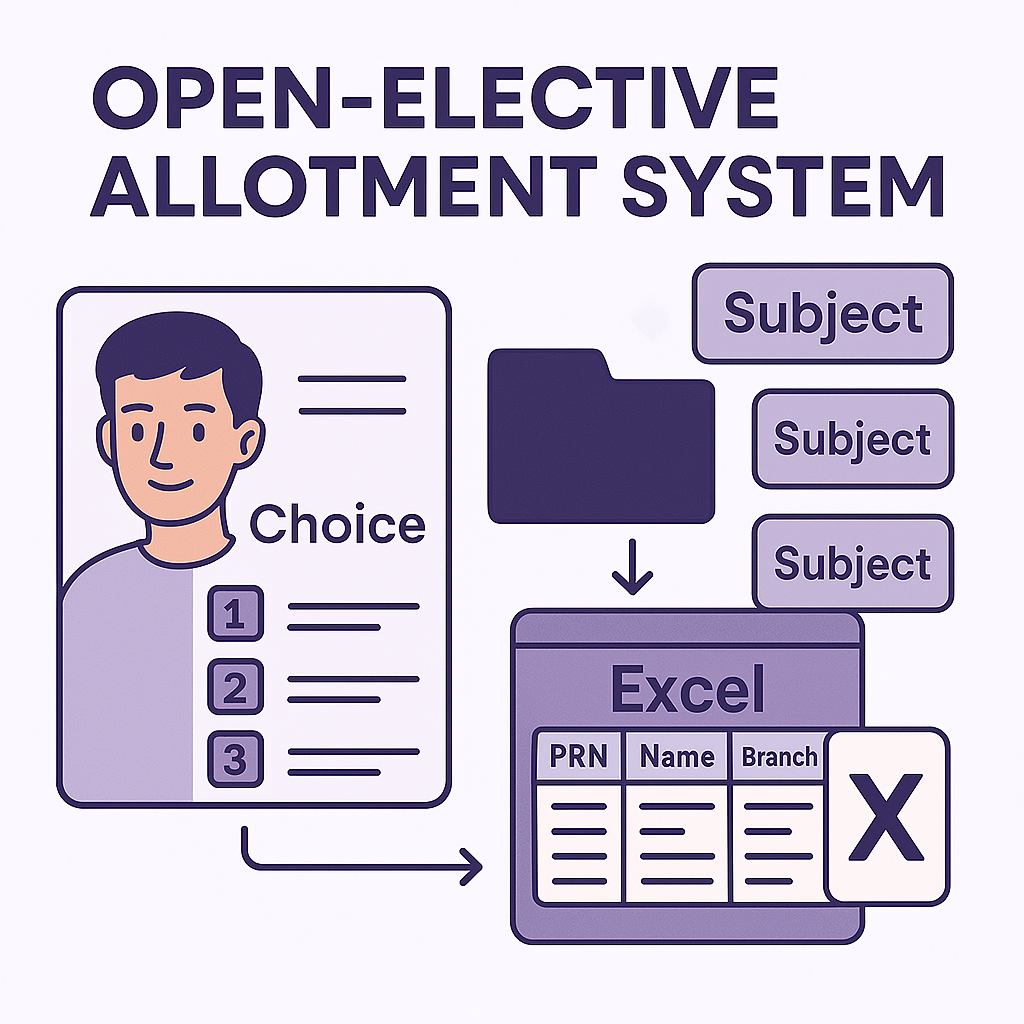 OPEN-ELECTIVE
ALLOTMENT SYSTEM
Choice
1
2
3
Subject
Subject
Subject
Excel
PRN Name Branch
X